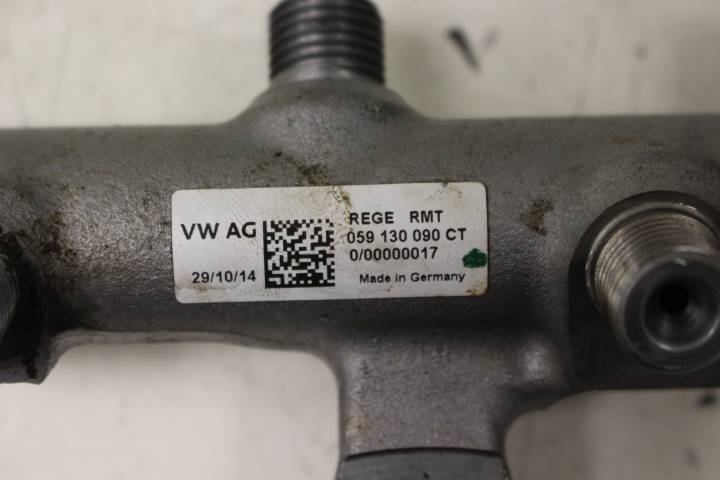 VW AG
29/10/14
REGE RMT
059 130 090 CT
0/00000017
Made in Germany